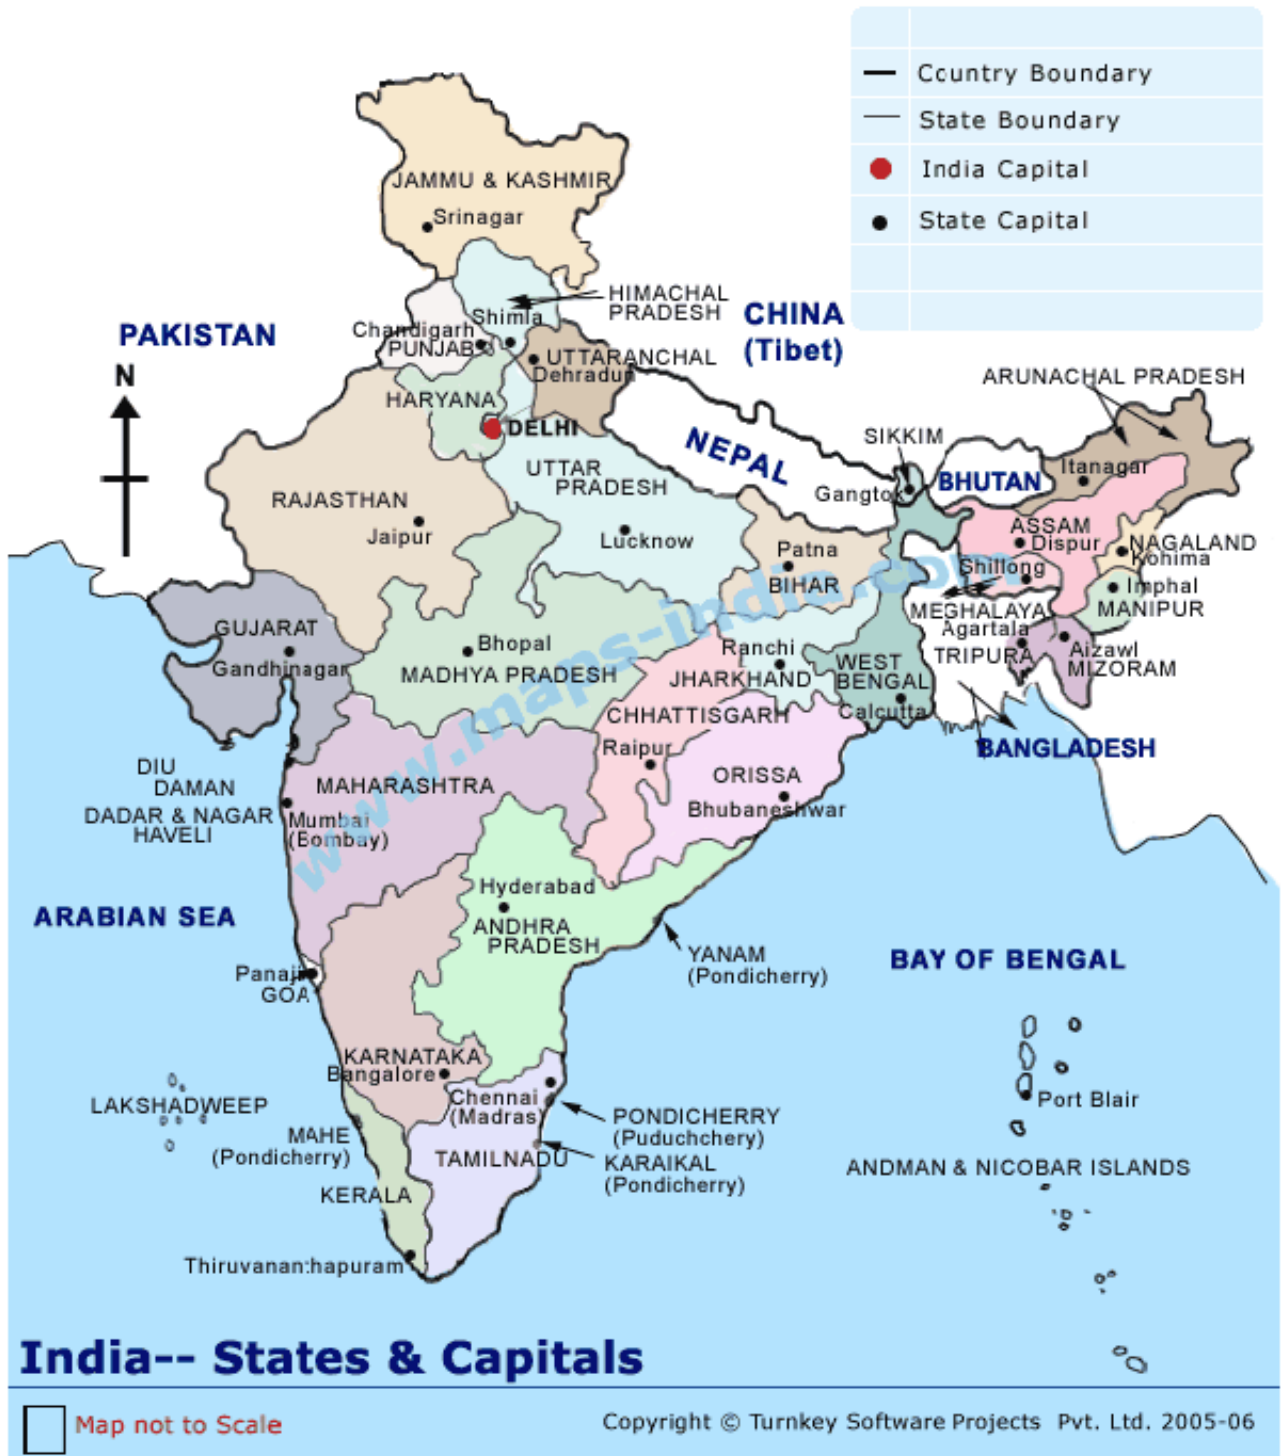 Country Boundary
State Boundary
India Capital
State Capital
JAMMU & KASHMIR
Srinagar
HIMACHAL
PRADESH
CHINA
(Tibet)
Shimla
PAKISTAN
Chandigarh
PUNJAB
UTTARANCHAL
Dehradun
N
ARUNACHAL PRADESH
HARYANA
DELHI
NEPAL
SIKKIM
UTTAR
PRADESH
Itanagar
BHUTAN
Gangtok
RAJASTHAN
Jaipur
Lucknow
ASSAM
Dispur
NAGALAND
Kohima
Patna
BIHAR
Shillong
Imphal
MANIPUR
MEGHALAYA
Agartala
TRIPURA
Aizawl
MIZORAM
GUJARAT
Gandhinagar
Bhopal
MADHYA PRADESH
Ranchi
JHARKHAND
WEST
BENGAL
Calcutta
CHHATTISGARH
Raipur
BANGLADESH
www.maps-india.com
DIU
DAMAN
DADAR & NAGAR
HAVELI
MAHARASHTRA
Mumbai
(Bombay)
ORISSA
Bhubaneshwar
Hyderabad
ANDHRA
PRADESH
ARABIAN SEA
YANAM
(Pondicherry)
BAY OF BENGAL
Panaji
GOA
KARNATAKA
Bangalore
Chennai
(Madras)
LAKSHADWEEP
Port Blair
PONDICHERRY
(Puduchchery)
MAHE
(Pondicherry)
TAMILNADU
KARAIKAL
(Pondicherry)
ANDMAN & NICOBAR ISLANDS
KERALA
Thiruvananthapuram
India-- States & Capitals
Map not to Scale
Copyright © Turnkey Software Projects Pvt. Ltd. 2005-06